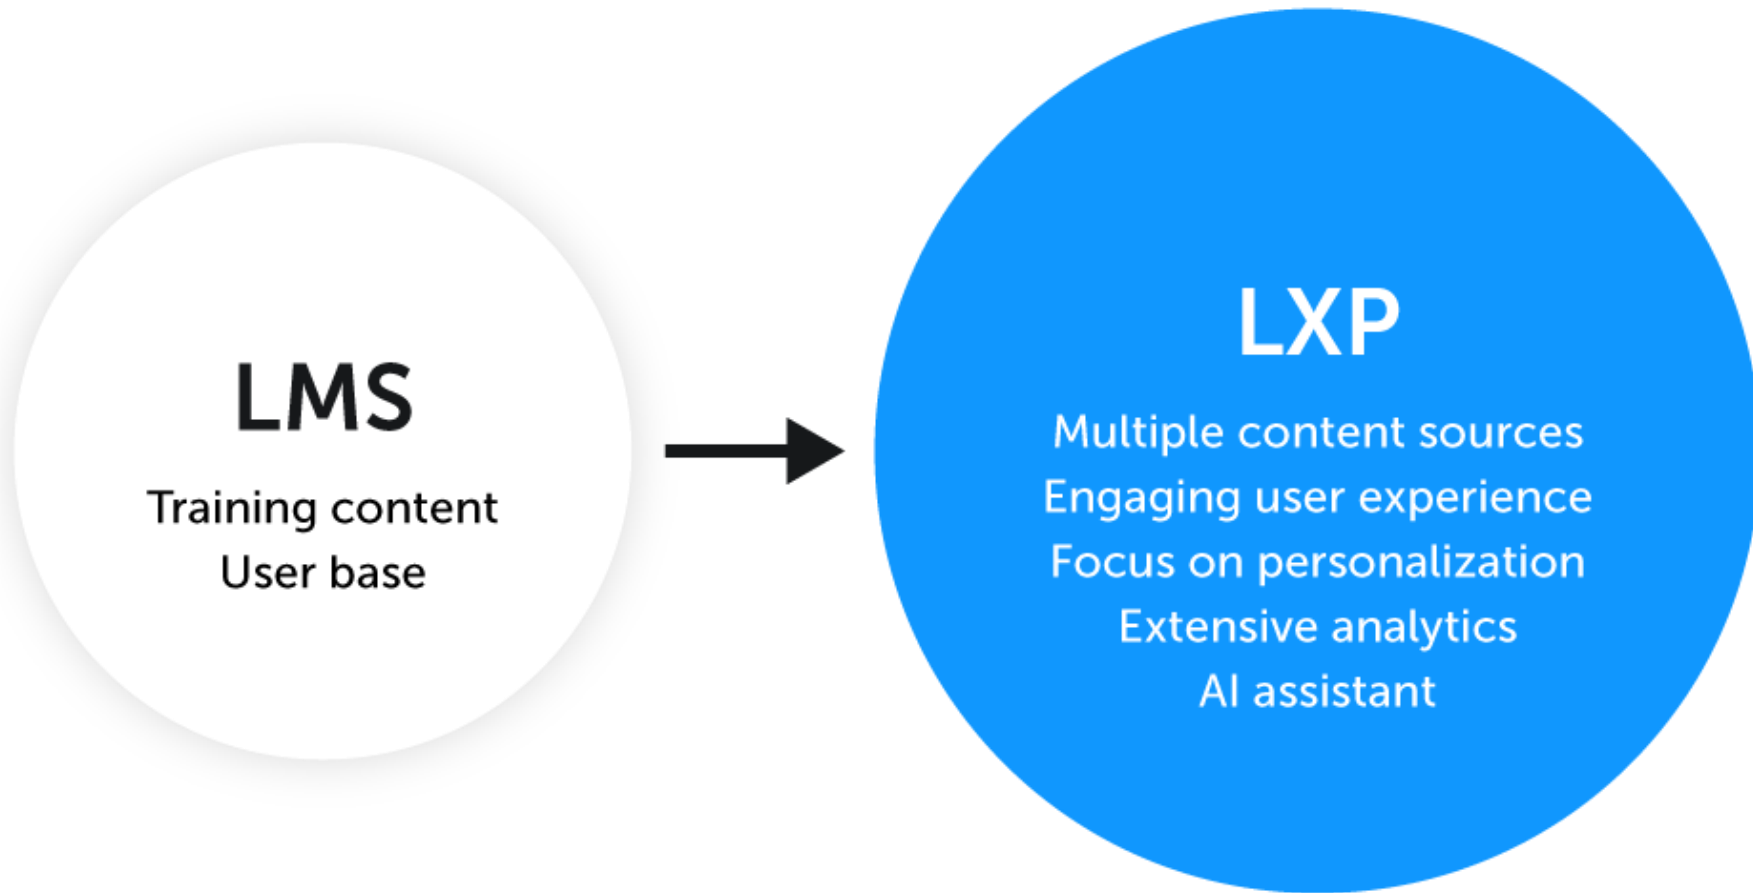 LMS
Training content
User base
LXP
Multiple content sources
Engaging user experience
Focus on personalization
Extensive analytics
AI assistant